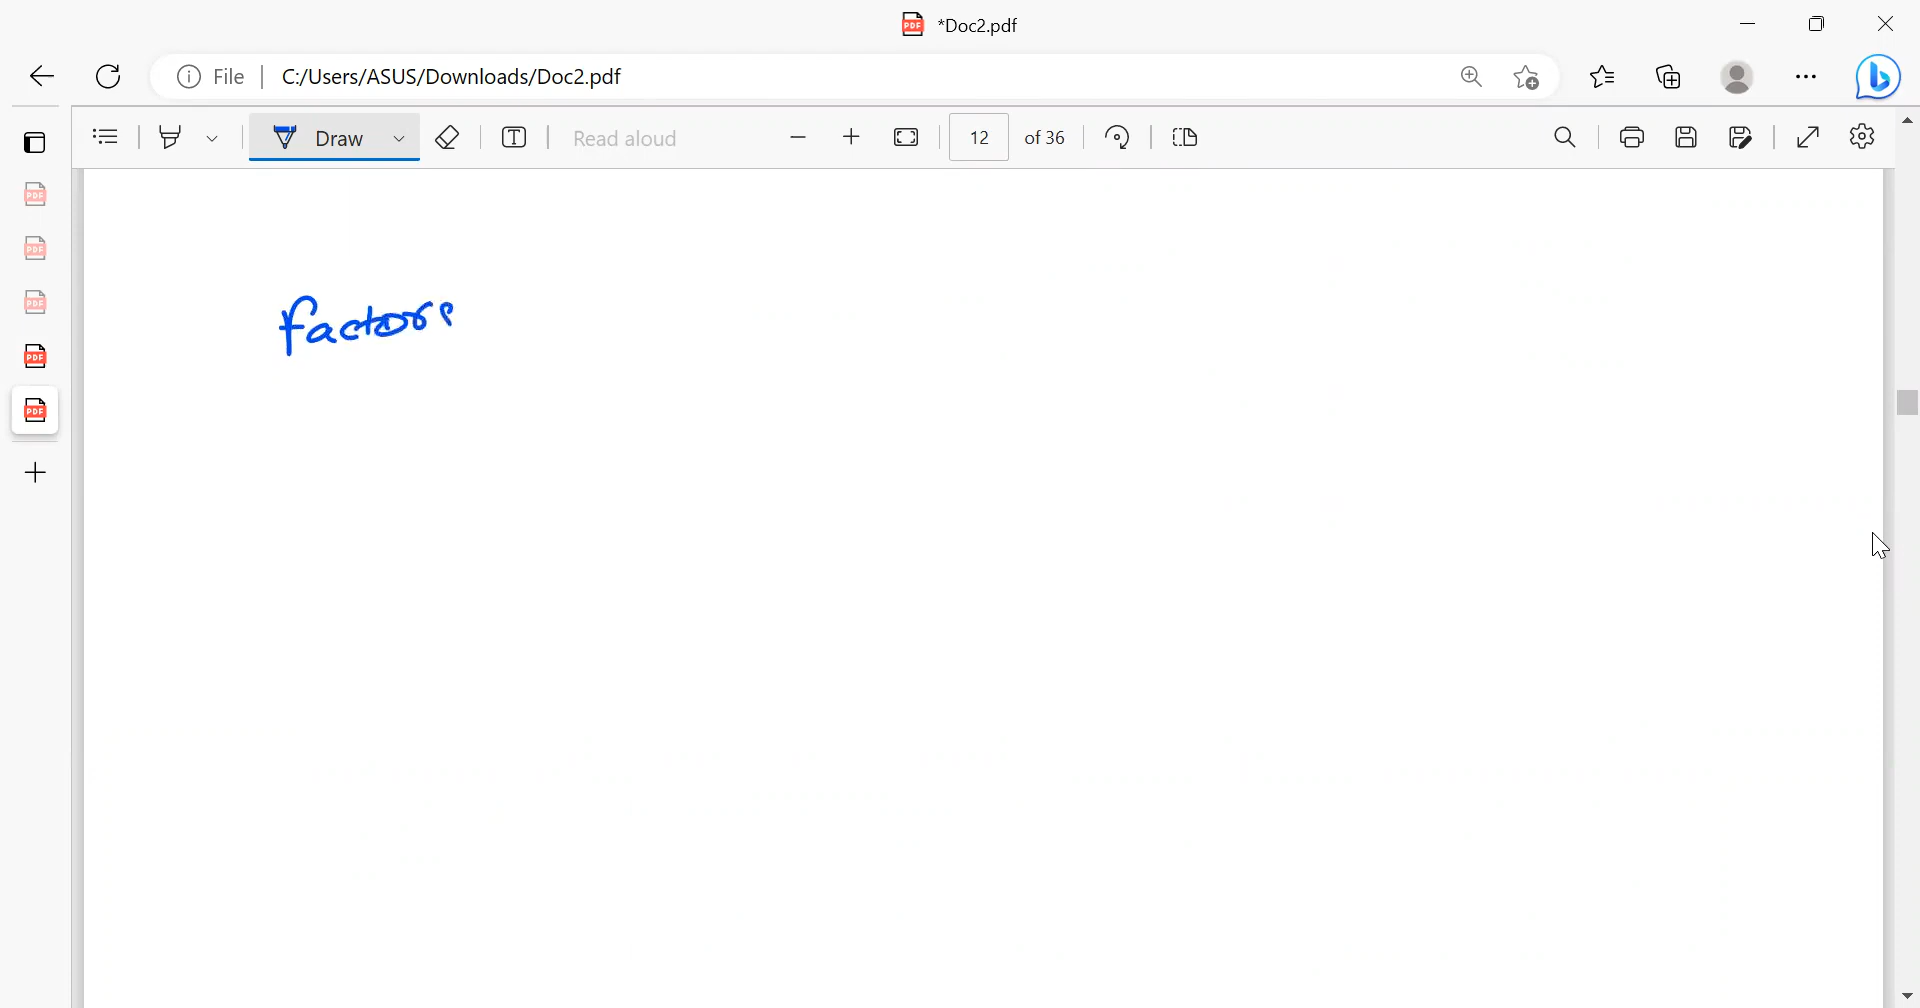 *Doc2.pdf
File C:/Users/ASUS/Downloads/Doc2.pdf
Draw Read aloud 12 of 36
factors